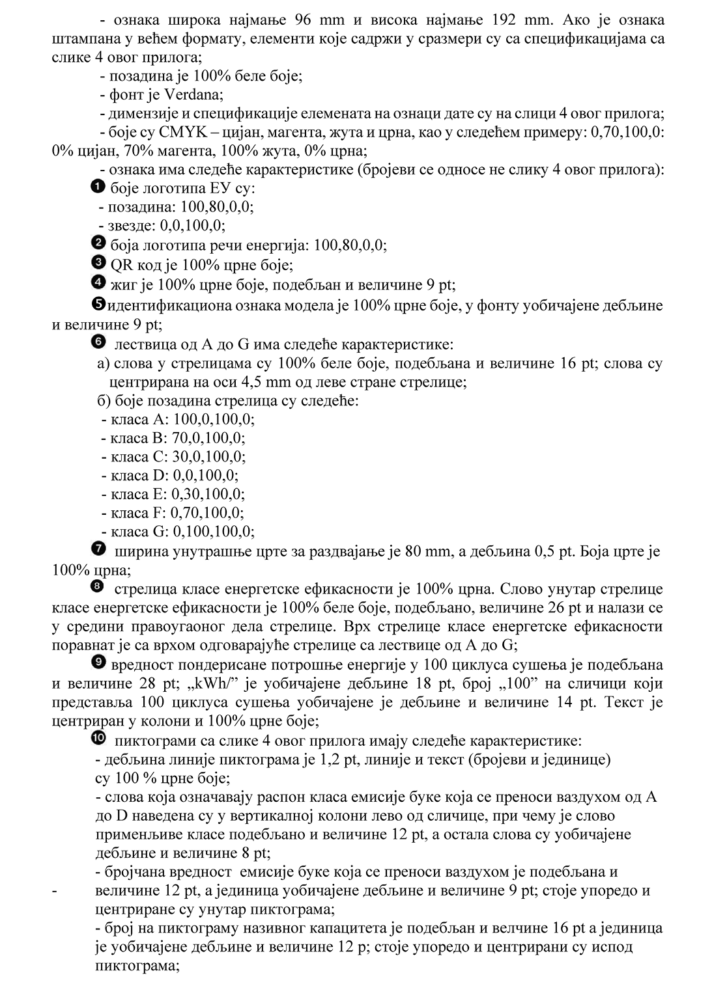 - ознака широка најмање 96 mm и висока најмање 192 mm. Ако је ознака
штампана у већем формату, елементи које садржи у сразмери су са спецификацијама са
слике 4 овог прилога;
- позадина је 100% беле боје;
- фонт је Verdana;
- димензије и спецификације елемената на ознаци дате су на слици 4 овог прилога;
- боје су CMYK – цијан, магента, жута и црна, као у следећем примеру: 0,70,100,0:
0% цијан, 70% магента, 100% жута, 0% црна;
- ознака има следеће карактеристике (бројеви се односе не слику 4 овог прилога):
❶ боје логотипа ЕУ су:
- позадина: 100,80,0,0;
- звезде: 0,0,100,0;
❷ боја логотипа речи енергија: 100,80,0,0;
❸ QR код је 100% црне боје;
❹ жиг је 100% црне боје, подебљан и величине 9 pt;
❺идентификациона ознака модела је 100% црне боје, у фонту уобичајене дебљине
и величине 9 pt;
❻ лествица од А до G има следеће карактеристике:
а) слова у стрелицама су 100% беле боје, подебљана и величине 16 pt; слова су
центрирана на оси 4,5 mm од леве стране стрелице;
б) боје позадина стрелица су следеће:
- класа А: 100,0,100,0;
- класа B: 70,0,100,0;
- класа C: 30,0,100,0;
- класа D: 0,0,100,0;
- класа E: 0,30,100,0;
- класа F: 0,70,100,0;
- класа G: 0,100,100,0;
❼ ширина унутрашње црте за раздвајање је 80 mm, а дебљина 0,5 pt. Боја црте је
100% црна;
❽ стрелица класе енергетске ефикасности је 100% црна. Слово унутар стрелице
класе енергетске ефикасности је 100% беле боје, подебљано, величине 26 pt и налази се
у средини правоугаоног дела стрелице. Врх стрелице класе енергетске ефикасности
поравнат је са врхом одговарајуће стрелице са лествице од А до G;
❾ вредност пондерисане потрошње енергије у 100 циклуса сушења је подебљана
и величине 28 pt; „kWh/” је уобичајене дебљине 18 pt, број „100” на сличици који
представља 100 циклуса сушења уобичајене је дебљине и величине 14 pt. Текст је
центриран у колони и 100% црне боје;
❿ пиктограми са слике 4 овог прилога имају следеће карактеристике:
- дебљина линије пиктограма је 1,2 pt, линије и текст (бројеви и јединице)
су 100 % црне боје;
- слова која означавају распон класа емисије буке која се преноси ваздухом од А
до D наведена су у вертикалној колони лево од сличице, при чему је слово
применљиве класе подебљано и величине 12 pt, а остала слова су уобичајене
дебљине и величине 8 pt;
- бројчана вредност  емисије буке која се преноси ваздухом је подебљана и
- величине 12 pt, а јединица уобичајене дебљине и величине 9 pt; стоје упоредо и
центриране су унутар пиктограма;
- број на пиктограму називног капацитета је подебљан и велчине 16 pt а јединица
је уобичајене дебљине и величине 12 p; стоје упоредо и центрирани су испод
пиктограма;